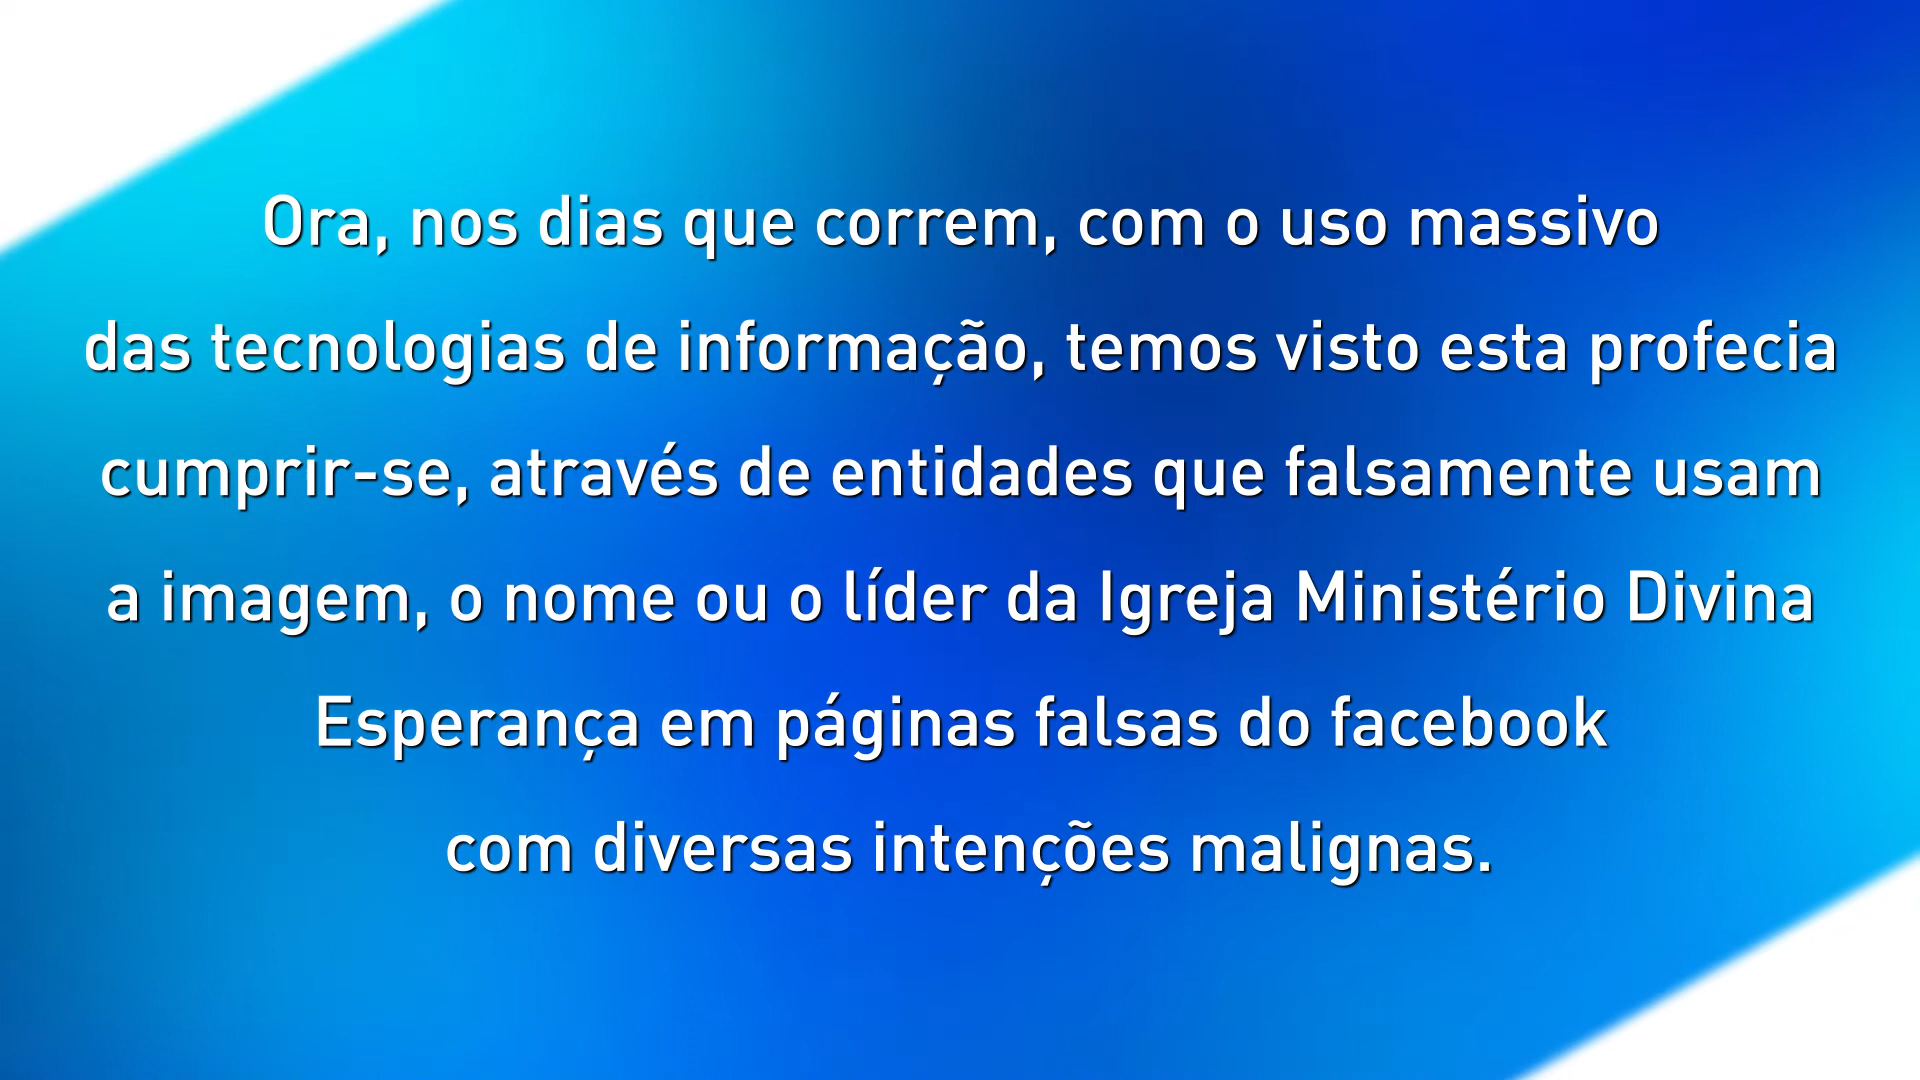 Ora, nos dias que correm, com o uso massivo
das tecnologias de informação, temos visto esta profecia
cumprir-se, através de entidades que falsamente usam
a imagem, o nome ou o líder da Igreja Ministério Divina
Esperança em páginas falsas do facebook
com diversas intenções malignas.